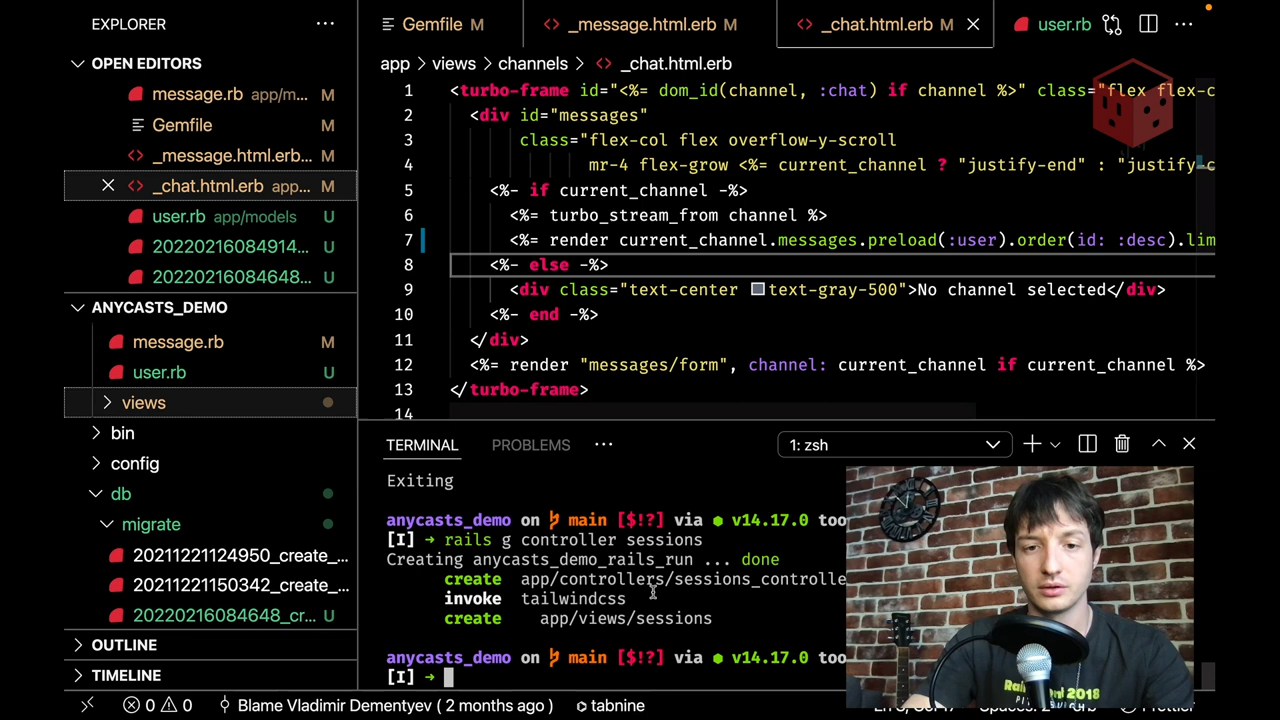 EXPLORER
OPEN EDITORS
message.rb app/m... M
Gemfile M
_message.html.erb... M
_chat.html.erb app... M
user.rb app/models U
20220216084914... U
20220216084648... U
ANYCASTS_DEMO
message.rb M
user.rb U
views
bin
config
db
migrate
20211221124950_create_...
20211221150342_create_...
20220216084648_cr... U
OUTLINE
TIMELINE
Gemfile M
_message.html.erb M
_chat.html.erb M
user.rb
app > views > channels > _chat.html.erb
1 <turbo-frame id="<%= dom_id(channel, :chat) if channel %>" class="flex flex-c
2 <div id="messages"
3 class="flex-col flex overflow-y-scroll
4 mr-4 flex-grow <%= current_channel ? "justify-end" : "justify-c
5 <%- if current_channel -%>
6 <%= turbo_stream_from channel %>
7 <%= render current_channel.messages.preload(:user).order(id: :desc).lim
8 <%- else -%>
9 <div class="text-center text-gray-500">No channel selected</div>
10 <%- end -%>
11 </div>
12 <%= render "messages/form", channel: current_channel if current_channel %>
13 </turbo-frame>
14
TERMINAL PROBLEMS ...
1: zsh
Exiting
anycasts_demo on main [$!?] via ⬢ v14.17.0 too
[I] → rails g controller sessions
Creating anycasts_demo_rails_run ... done
create app/controllers/sessions_controlle
invoke tailwindcss
create app/views/sessions
anycasts_demo on main [$!?] via ⬢ v14.17.0 too
[I] →
0 0 Blame Vladimir Dementyev ( 2 months ago ) tabnine